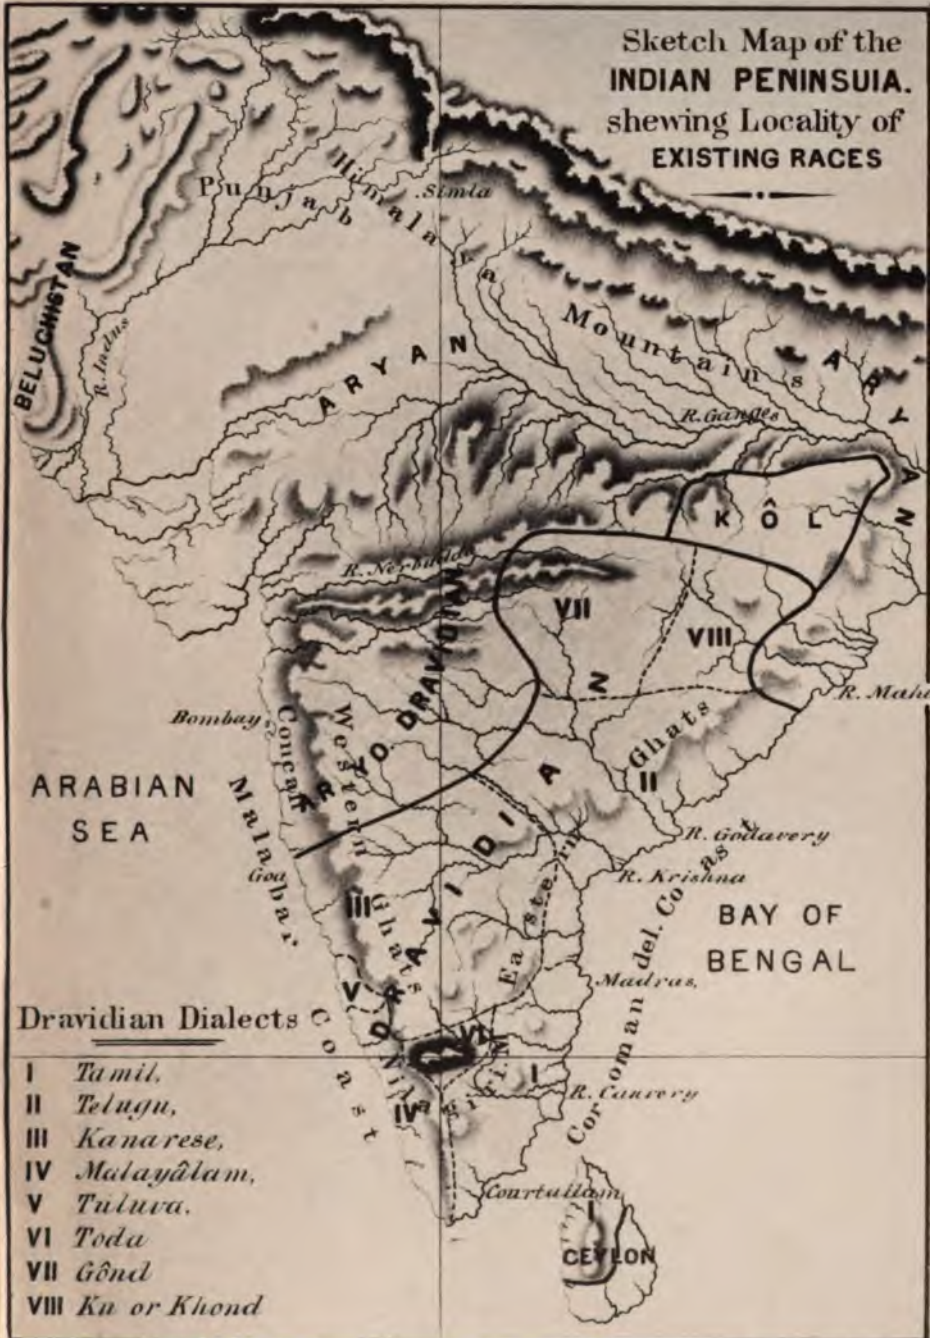 Sketch Map of the
INDIAN PENINSUIA.
shewing Locality of
EXISTING RACES
Punjab
Himalaya
Simla
Mountains
BELUCHISTAN
R. Indus
ARYAN
ARYAN
R. Ganges
KÔL
R. Nerbudda
VII
VIII
ARYO DRAVIDIAN
R. Maha
Bombay
Concan
Western
Ghats
Eastern
Ghats
II
ARABIAN
SEA
Malabar
Coast
DRAVIDIAN
R. Godavery
R. Krishna
Goa
III
BAY OF
BENGAL
Coromandel. Coast
Madras,
V
VI
Nilagiri
I
IV
R. Cauvery
Courtallam
I
CEYLON
Dravidian Dialects
I Tamil,
II Telugu,
III Kanarese,
IV Malayâlam,
V Tuluva.
VI Toda
VII Gônd
VIII Ku or Khond